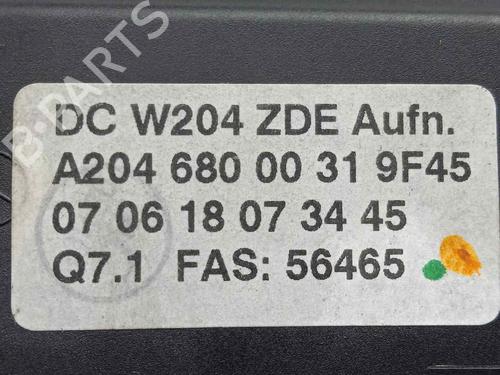 B-PARTS
DC W204 ZDE Aufn.
A204 680 00 31 9F45
07 06 18 07 34 45
Q7.1 FAS: 56465